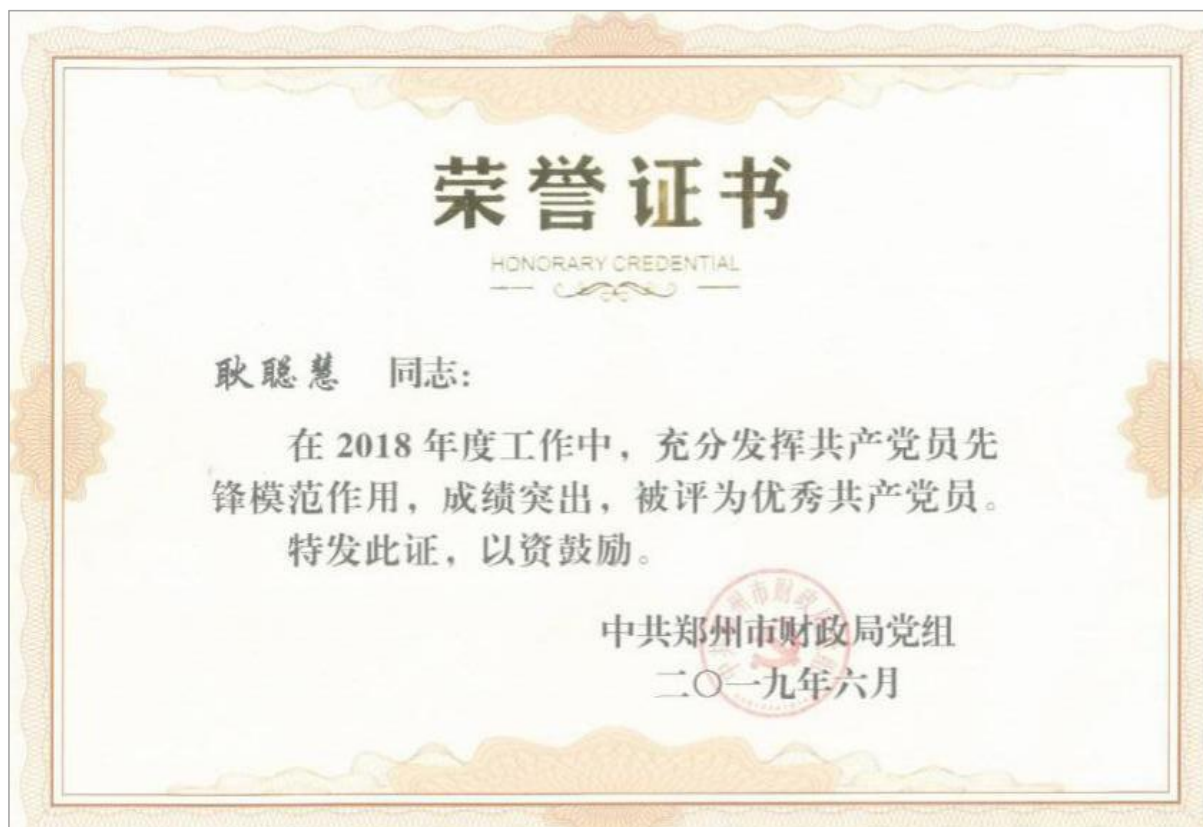 荣誉证书
HONORARY CREDENTIAL
耿聪慧 同志：
在 2018 年度工作中，充分发挥共产党员先
锋模范作用，成绩突出，被评为优秀共产党员。
特发此证，以资鼓励。
中共郑州市财政局党组
二〇一九年六月